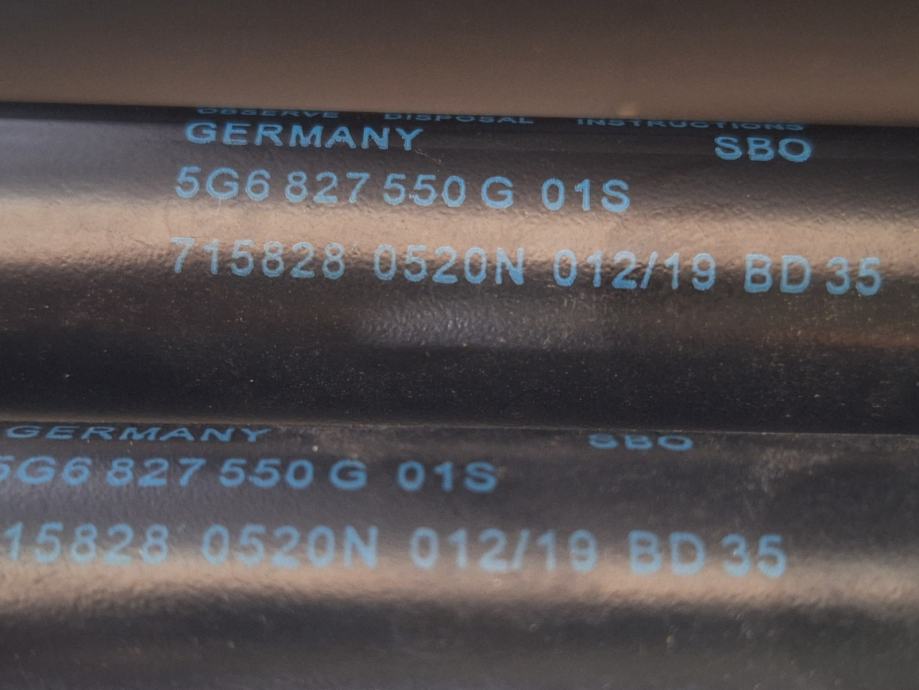 OBSERVE DISPOSAL INSTRUCTIONS
GERMANY SBO
5G6 827 550 G 01S
715828 0520N 012/19 BD 35
GERMANY SBO
5G6 827 550 G 01S
15828 0520N 012/19 BD 35